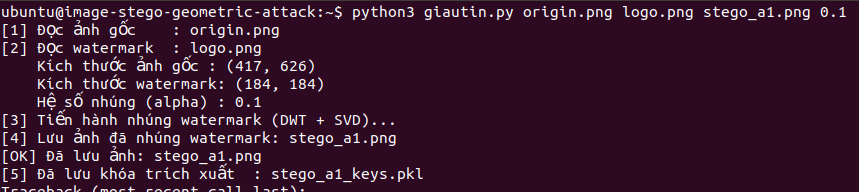 ubuntu@image-stego-geometric-attack:~$ python3 giautin.py origin.png logo.png stego_a1.png 0.1
[1] Đọc ảnh gốc    : origin.png
[2] Đọc watermark  : logo.png
    Kích thước ảnh gốc : (417, 626)
    Kích thước watermark: (184, 184)
    Hệ số nhúng (alpha) : 0.1
[3] Tiến hành nhúng watermark (DWT + SVD)...
[4] Lưu ảnh đã nhúng watermark: stego_a1.png
[OK] Đã lưu ảnh: stego_a1.png
[5] Đã lưu khóa trích xuất  : stego_a1_keys.pkl
Traceback (most recent call last):